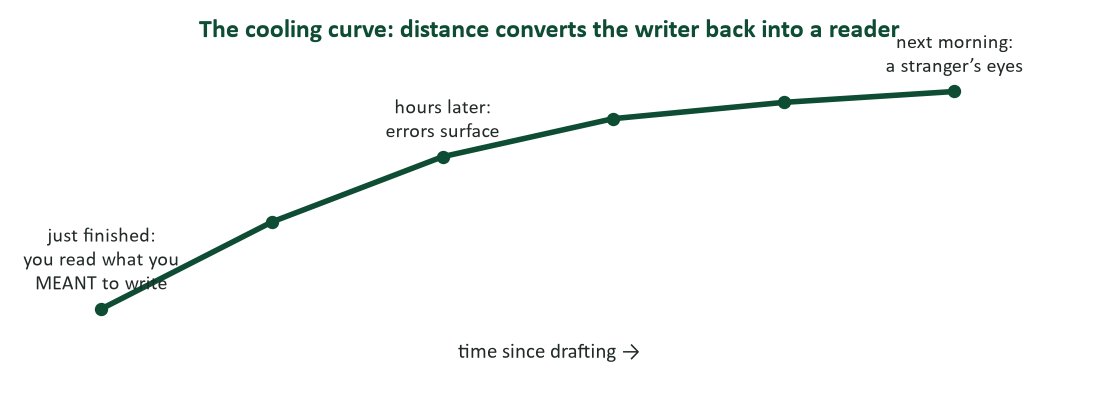 The cooling curve: distance converts the writer back into a reader
next morning:
a stranger’s eyes
hours later:
errors surface
just finished:
you read what you
MEANT to write
time since drafting →